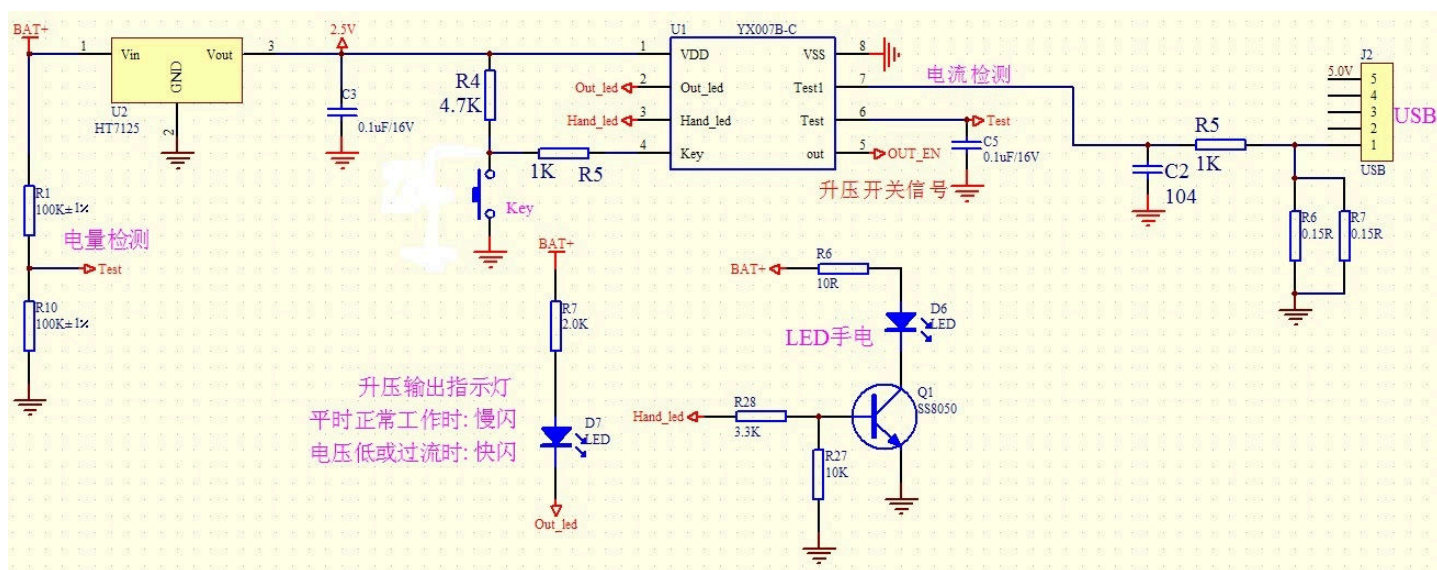 BAT+
1
Vin
Vout
3
GND
2
U2
HT7125
2.5V
C3
0.1uF/16V
R4
4.7K
1K
R5
Key
U1
YX007B-C
1
VDD
VSS
8
Out_led
2
Out_led
Test1
7
Hand_led
3
Hand_led
Test
6
4
Key
out
5
电流检测
Test
C5
0.1uF/16V
OUT_EN
升压开关信号
C2
104
R5
1K
J2
5.0V
5
4
3
2
1
USB
USB
R6
0.15R
R7
0.15R
R1
100K±1%
电量检测
Test
R10
100K±1%
BAT+
R7
2.0K
升压输出指示灯
平时正常工作时: 慢闪
电压低或过流时: 快闪
D7
LED
Out_led
BAT+
R6
10R
D6
LED
LED手电
Q1
SS8050
Hand_led
R28
3.3K
R27
10K